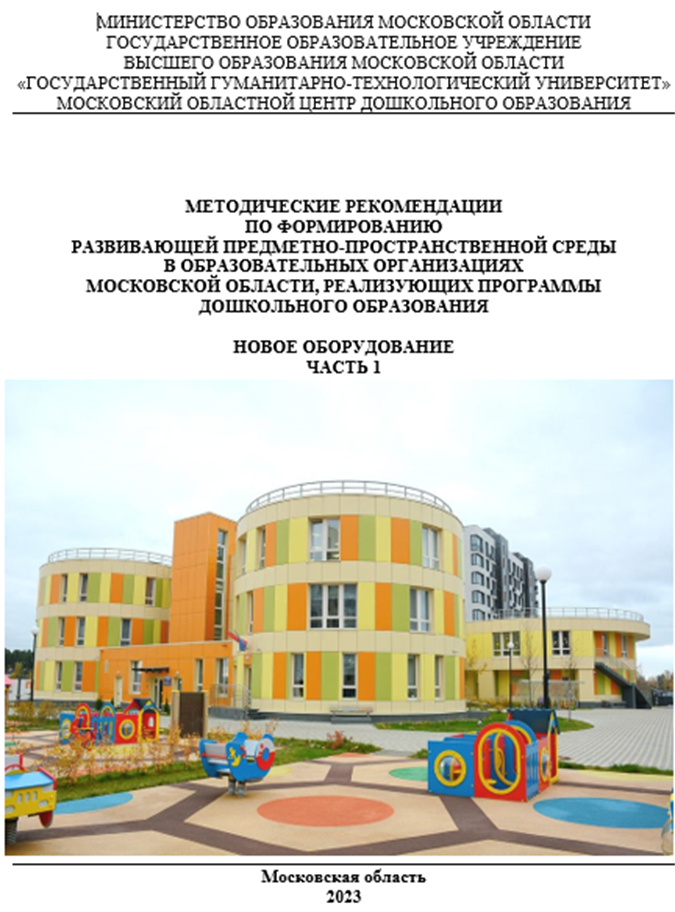 МИНИСТЕРСТВО ОБРАЗОВАНИЯ МОСКОВСКОЙ ОБЛАСТИ
ГОСУДАРСТВЕННОЕ ОБРАЗОВАТЕЛЬНОЕ УЧРЕЖДЕНИЕ
ВЫСШЕГО ОБРАЗОВАНИЯ МОСКОВСКОЙ ОБЛАСТИ
«ГОСУДАРСТВЕННЫЙ ГУМАНИТАРНО-ТЕХНОЛОГИЧЕСКИЙ УНИВЕРСИТЕТ»
МОСКОВСКИЙ ОБЛАСТНОЙ ЦЕНТР ДОШКОЛЬНОГО ОБРАЗОВАНИЯ
МЕТОДИЧЕСКИЕ РЕКОМЕНДАЦИИ
ПО ФОРМИРОВАНИЮ
РАЗВИВАЮЩЕЙ ПРЕДМЕТНО-ПРОСТРАНСТВЕННОЙ СРЕДЫ
В ОБРАЗОВАТЕЛЬНЫХ ОРГАНИЗАЦИЯХ
МОСКОВСКОЙ ОБЛАСТИ, РЕАЛИЗУЮЩИХ ПРОГРАММЫ
ДОШКОЛЬНОГО ОБРАЗОВАНИЯ
НОВОЕ ОБОРУДОВАНИЕ
ЧАСТЬ 1
Московская область
2023